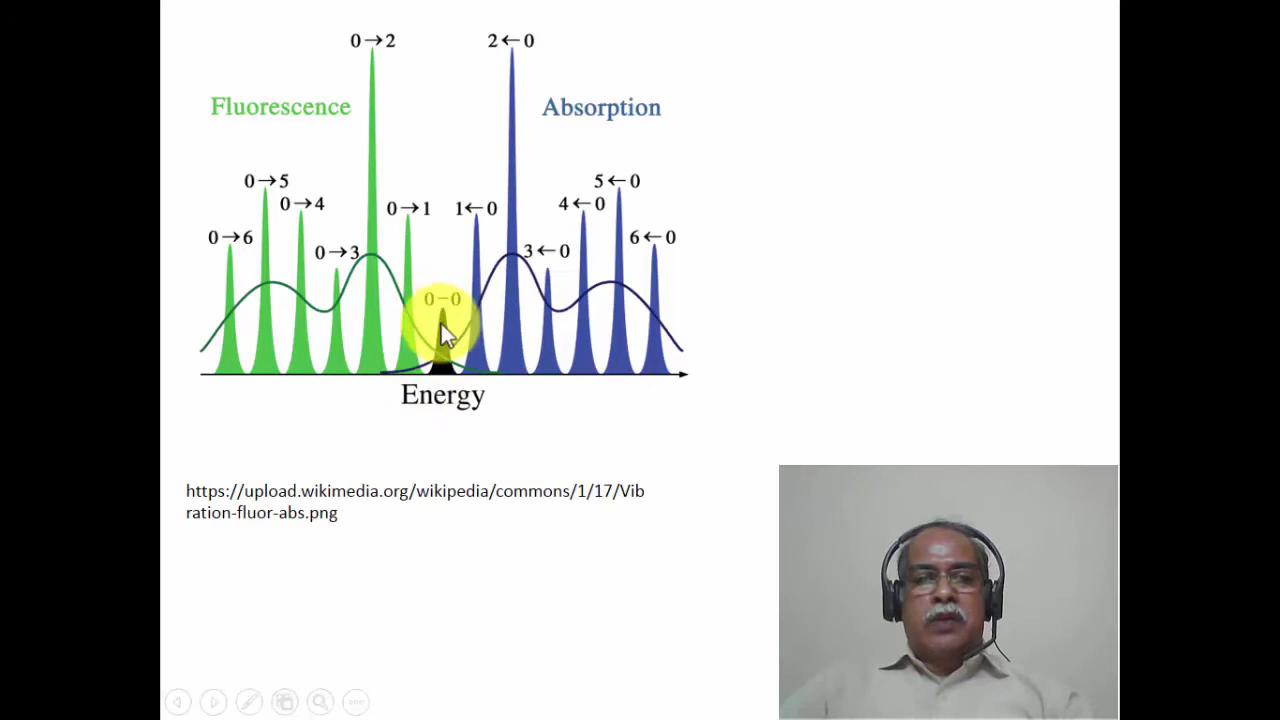 0→2
2←0
Fluorescence
Absorption
0→5
5←0
0→4
4←0
0→1
1←0
0→6
6←0
0→3
3←0
0−0
Energy
https://upload.wikimedia.org/wikipedia/commons/1/17/Vib
ration-fluor-abs.png